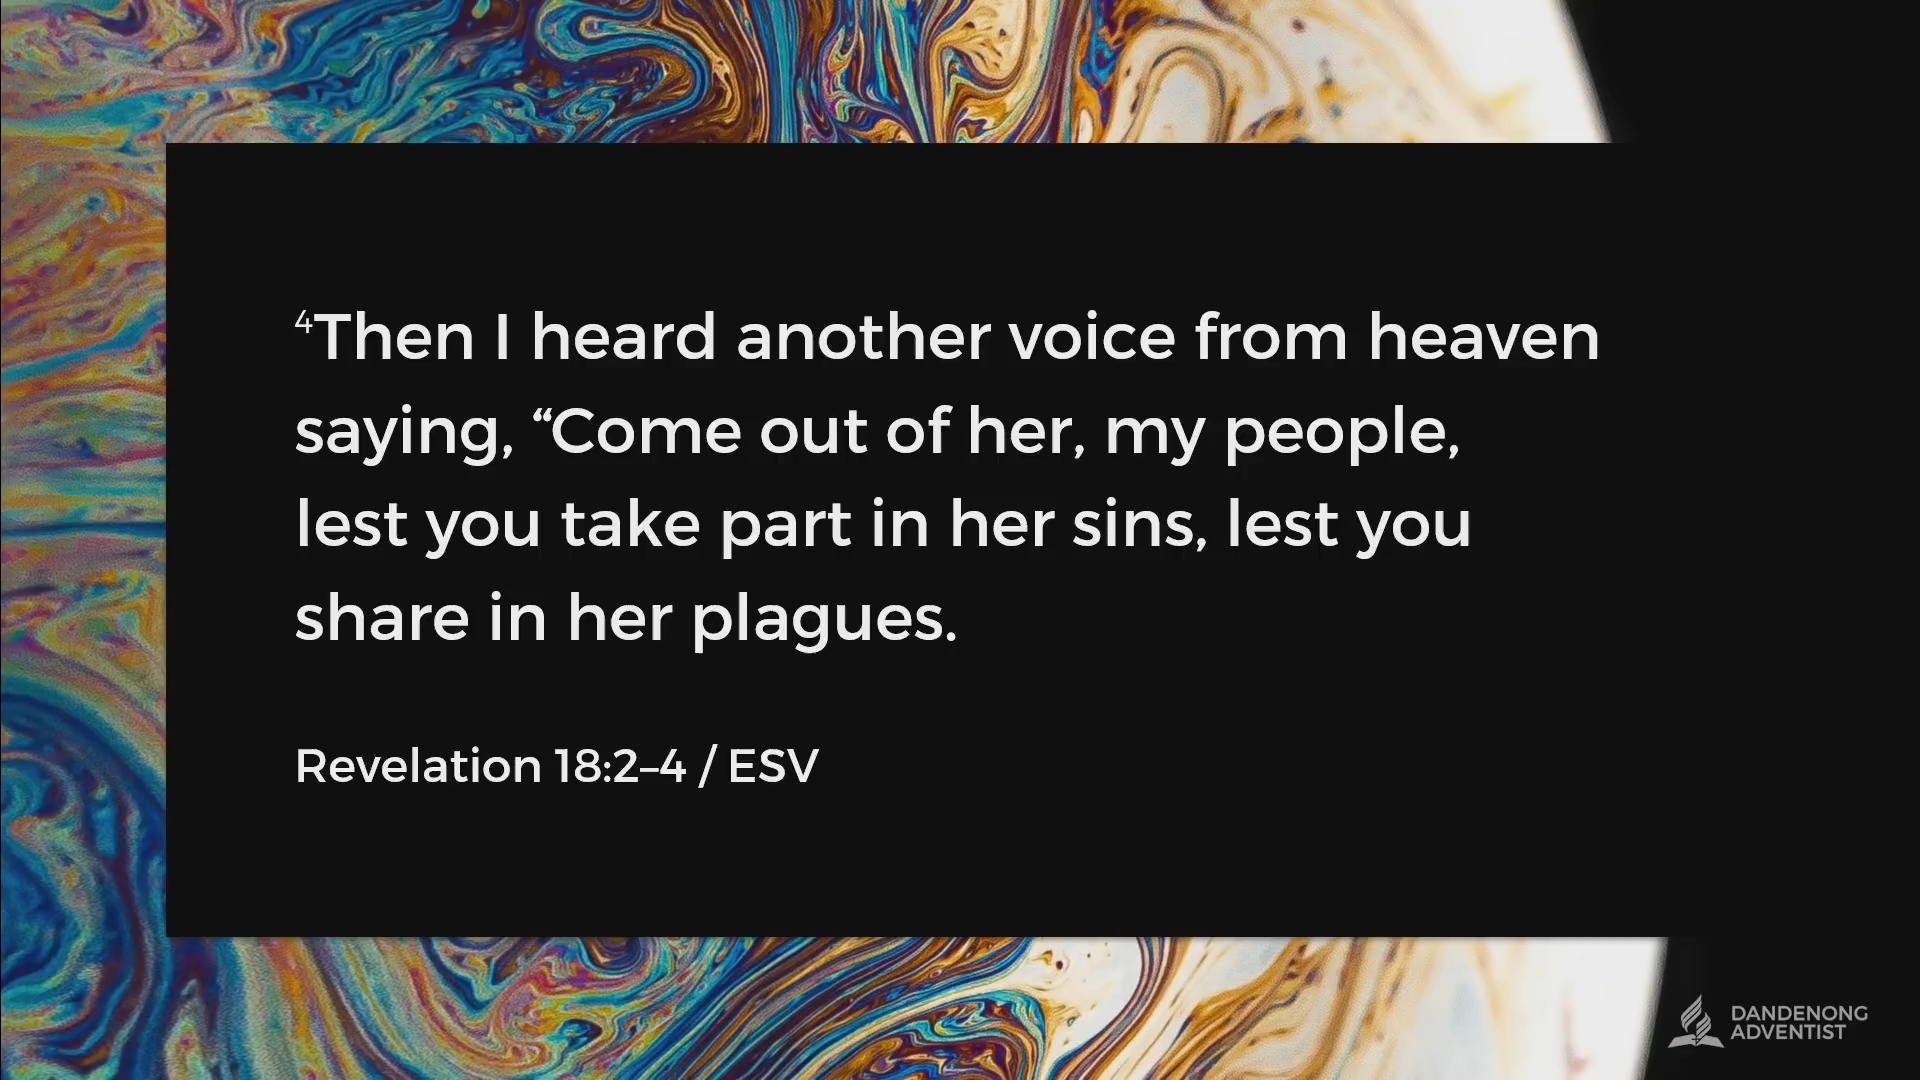 ⁴Then I heard another voice from heaven
saying, “Come out of her, my people,
lest you take part in her sins, lest you
share in her plagues.
Revelation 18:2–4 / ESV
DANDENONG
ADVENTIST